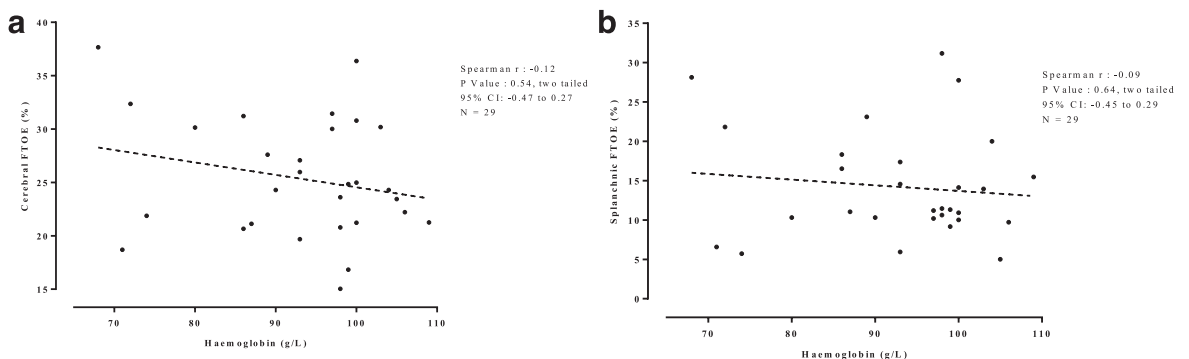 a
40
35
30
25
20
15
Cerebral FTOE (%)
70 80 90 100 110
Haemoglobin (g/L)
Spearman r : -0.12
P Value : 0.54, two tailed
95% CI: -0.47 to 0.27
N = 29
b
35
30
25
20
15
10
5
0
Splanchnic FTOE (%)
70 80 90 100 110
Haemoglobin (g/L)
Spearman r : -0.09
P Value : 0.64, two tailed
95% CI: -0.45 to 0.29
N = 29